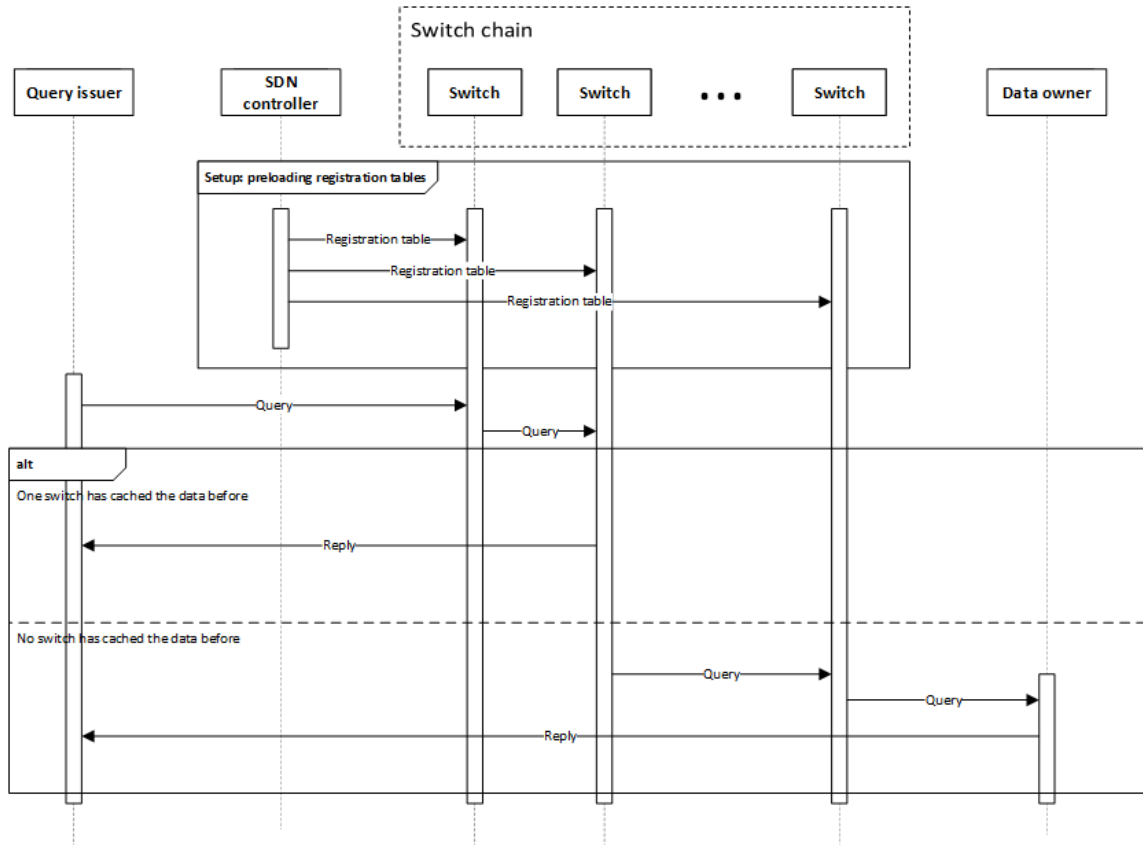 Switch chain
Query issuer
SDN
controller
Switch
Switch
...
Switch
Data owner
Setup: preloading registration tables
Registration table
Registration table
Registration table
Query
Query
alt
One switch has cached the data before
Reply
No switch has cached the data before
Query
Query
Reply